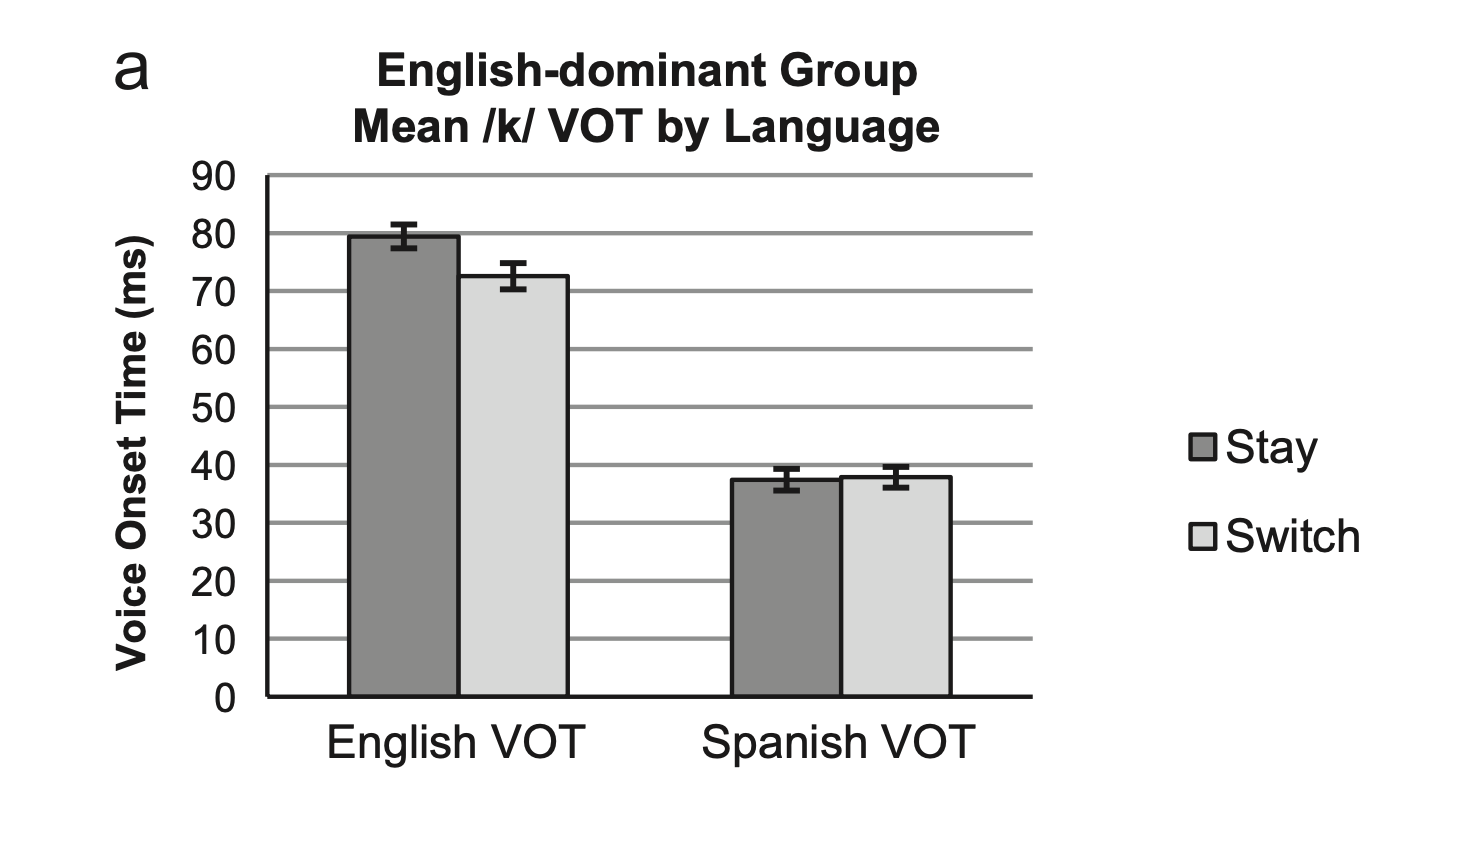 a
English-dominant Group
Mean /k/ VOT by Language
Voice Onset Time (ms)
90
80
70
60
50
40
30
20
10
0
English VOT
Spanish VOT
Stay
Switch